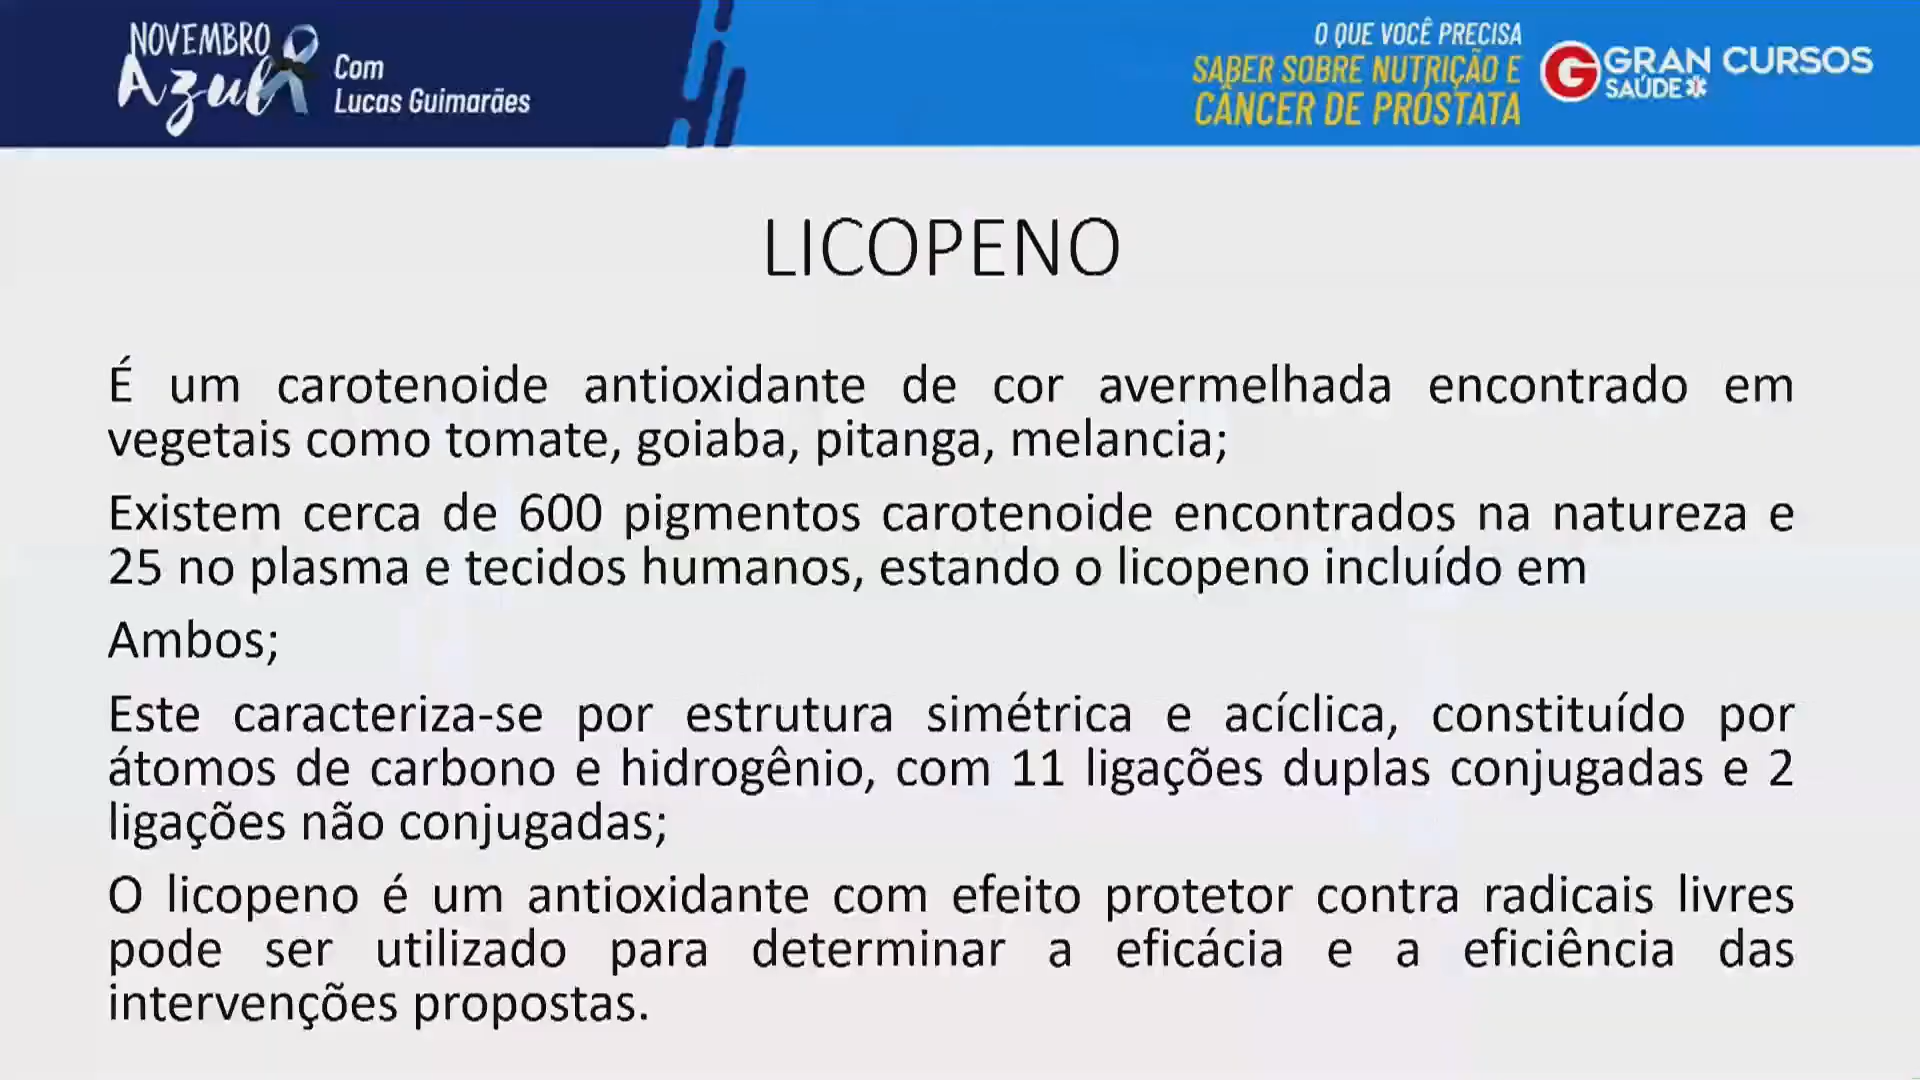 NOVEMBRO
Azul
Com
Lucas Guimarães
O QUE VOCÊ PRECISA
SABER SOBRE NUTRIÇÃO E
CÂNCER DE PRÓSTATA
G GRAN CURSOS
SAÚDE
LICOPENO
É um carotenoide antioxidante de cor avermelhada encontrado em
vegetais como tomate, goiaba, pitanga, melancia;
Existem cerca de 600 pigmentos carotenoide encontrados na natureza e
25 no plasma e tecidos humanos, estando o licopeno incluído em
Ambos;
Este caracteriza-se por estrutura simétrica e acíclica, constituído por
átomos de carbono e hidrogênio, com 11 ligações duplas conjugadas e 2
ligações não conjugadas;
O licopeno é um antioxidante com efeito protetor contra radicais livres
pode ser utilizado para determinar a eficácia e a eficiência das
intervenções propostas.